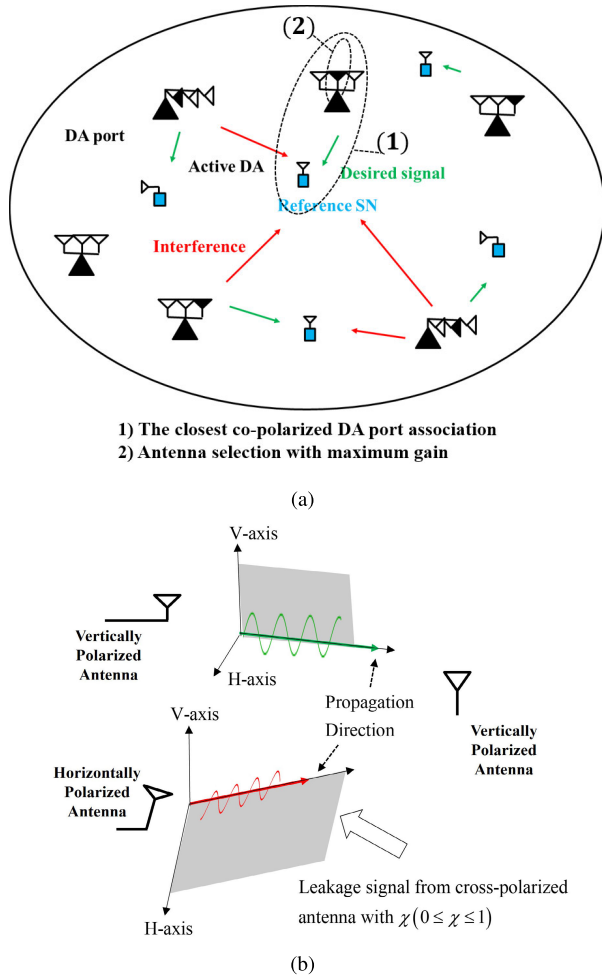 (2)
(1)
DA port
Active DA
Desired signal
Reference SN
Interference
1) The closest co-polarized DA port association
2) Antenna selection with maximum gain
(a)
V-axis
Vertically
Polarized
Antenna
H-axis
Propagation
Direction
Vertically
Polarized
Antenna
V-axis
Horizontally
Polarized
Antenna
Leakage signal from cross-polarized
antenna with χ(0 ≤ χ ≤ 1)
H-axis
(b)